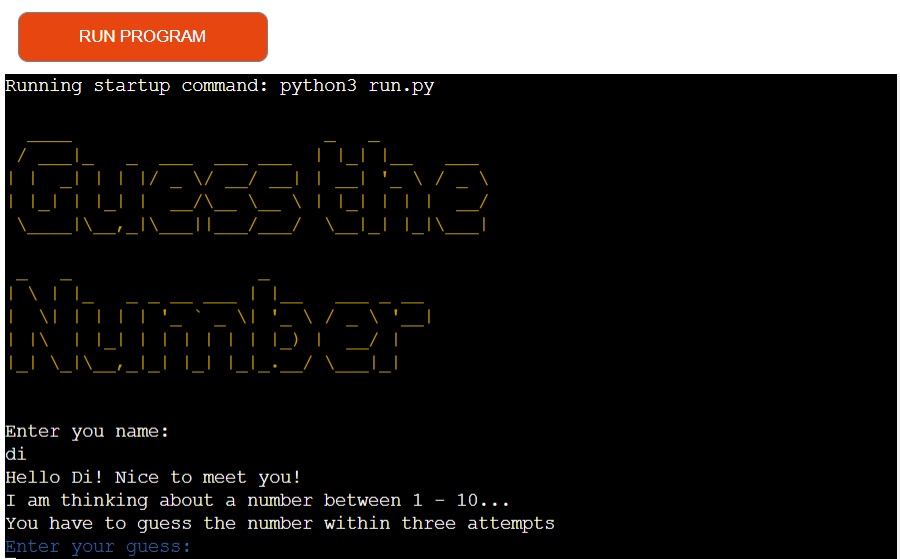 RUN PROGRAM
Running startup command: python3 run.py
Guess the
Number
Enter you name:
di
Hello Di! Nice to meet you!
I am thinking about a number between 1 - 10...
You have to guess the number within three attempts
Enter your guess: